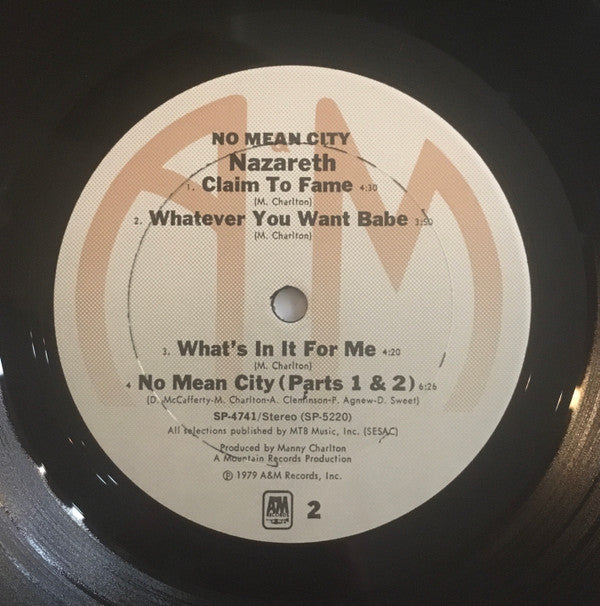 NO MEAN CITY
Nazareth
1. Claim To Fame 4:30
(M. Charlton)
2. Whatever You Want Babe 3:50
(M. Charlton)
3. What's In It For Me 4:20
(M. Charlton)
4 No Mean City (Parts 1 & 2) 6:26
(D. McCafferty-M. Charlton-A. Cleminson-P. Agnew-D. Sweet)
SP-4741/Stereo (SP-5220)
All selections published by MTB Music, Inc. (SESAC)
Produced by Manny Charlton
A Mountain Records Production
℗ 1979 A&M Records, Inc.
A&M RECORDS 2